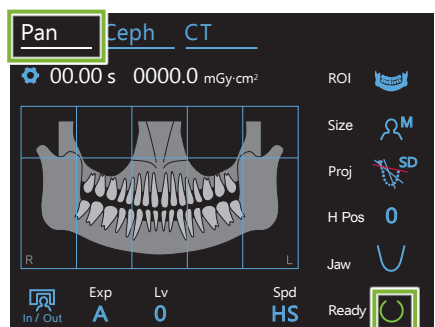 Pan Ceph CT
00.00 s 0000.0 mGy·cm²
ROI
Size M
Proj SD
H Pos 0
R L
Jaw
In / Out
Exp Lv Spd
A 0 HS
Ready